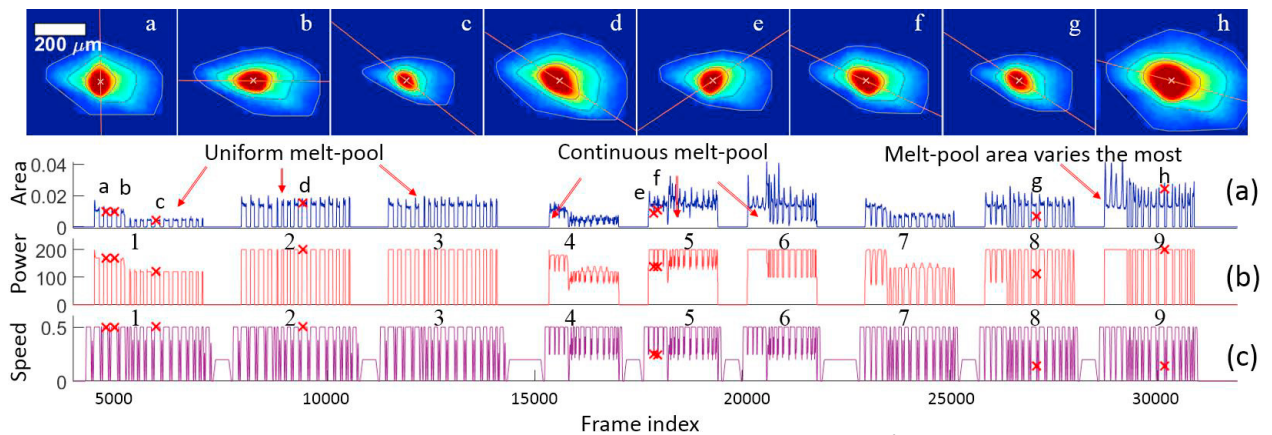 a b c d e f g h
200 μm
Uniform melt-pool Continuous melt-pool Melt-pool area varies the most
0.04
0.02
0
Area
a b c d e f g h
(a)
1 2 3 4 5 6 7 8 9
200
100
0
Power
(b)
1 2 3 4 5 6 7 8 9
0.5
0
Speed
(c)
5000 10000 15000 20000 25000 30000
Frame index